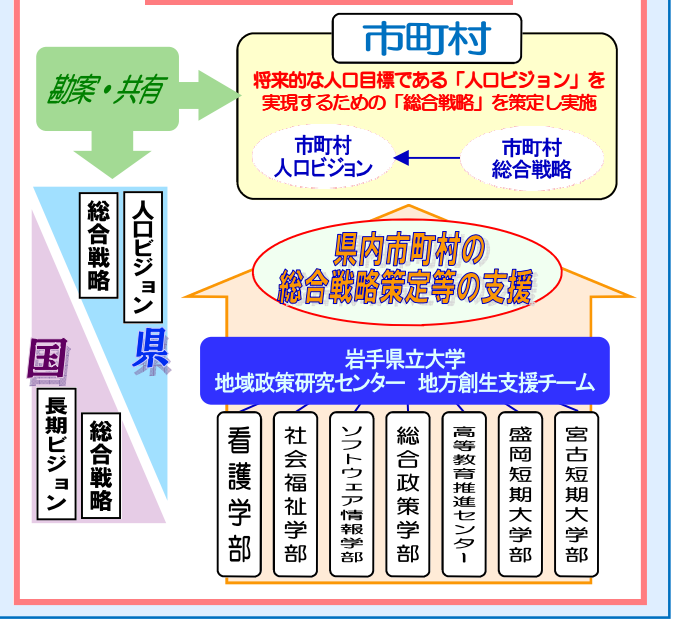 市町村
将来的な人口目標である「人口ビジョン」を
実現するための「総合戦略」を策定し実施
市町村
人口ビジョン
市町村
総合戦略
勘案・共有
総合戦略
人口ビジョン
県
国
長期ビジョン
総合戦略
県内市町村の
総合戦略策定等の支援
岩手県立大学
地域政策研究センター 地方創生支援チーム
看護学部
社会福祉学部
ソフトウェア情報学部
総合政策学部
高等教育推進センター
盛岡短期大学部
宮古短期大学部